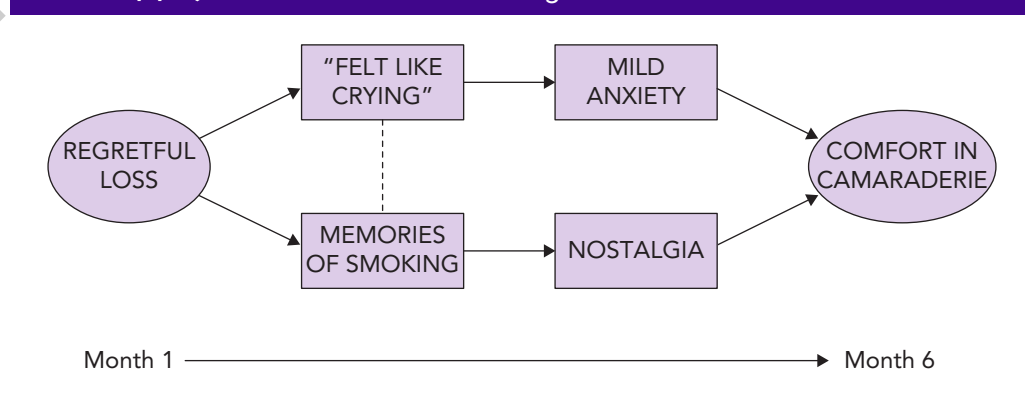 "FELT LIKE
CRYING"
MILD
ANXIETY
REGRETFUL
LOSS
COMFORT IN
CAMARADERIE
MEMORIES
OF SMOKING
NOSTALGIA
Month 1
Month 6